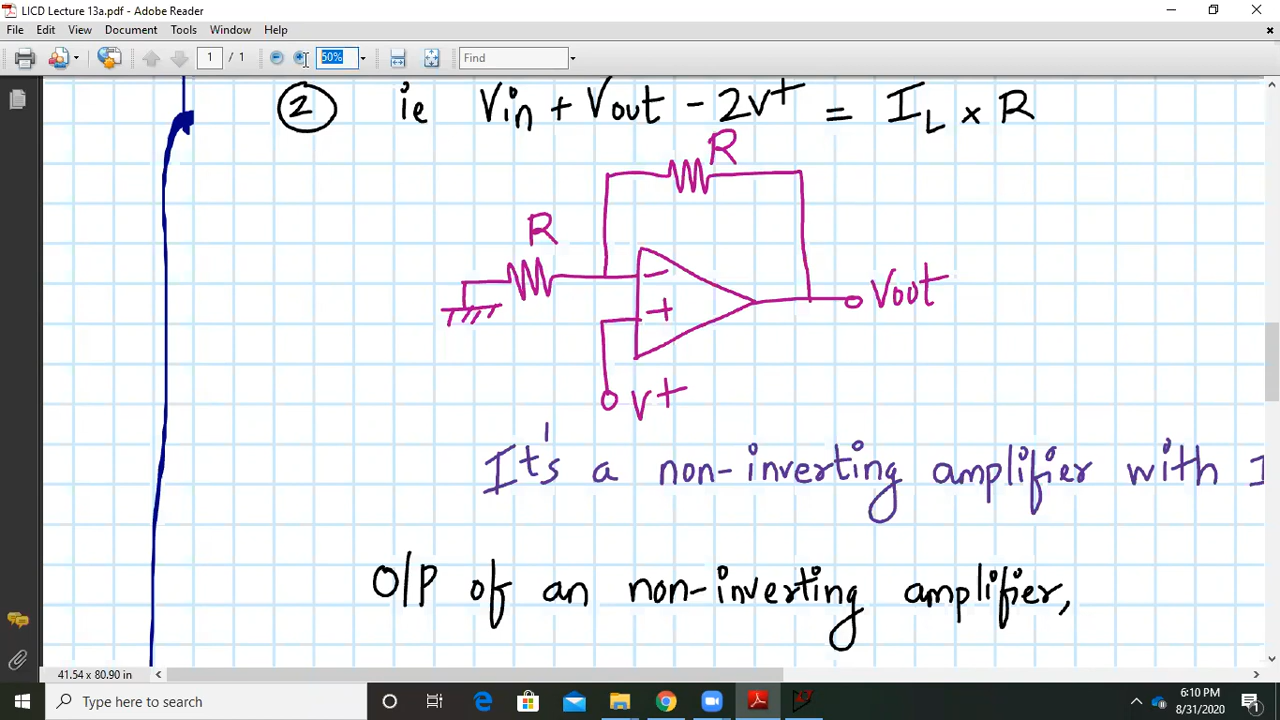 LICD Lecture 13a.pdf - Adobe Reader
File Edit View Document Tools Window Help
1 / 1 50% Find
2 ie Vin + Vout - 2V+ = IL × R
R
R
−
+
Vout
V+
It's a non-inverting amplifier with I
O/P of an non-inverting amplifier,
41.54 x 80.90 in
Type here to search
6:10 PM
8/31/2020
1